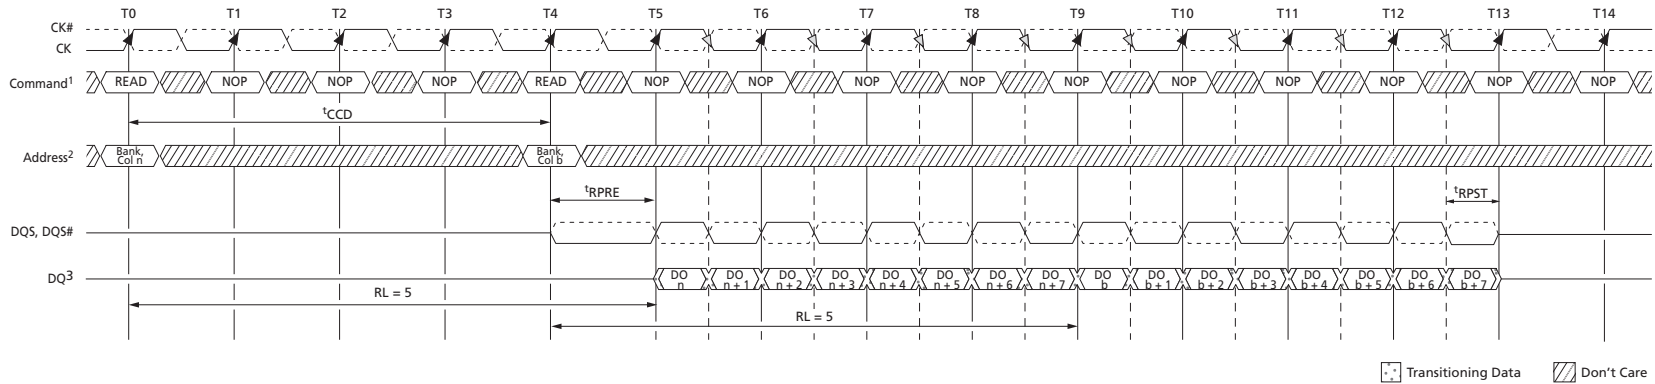 T0 T1 T2 T3 T4 T5 T6 T7 T8 T9 T10 T11 T12 T13 T14
CK#
CK
Command1 READ NOP NOP NOP READ NOP NOP NOP NOP NOP NOP NOP NOP NOP NOP
tCCD
Address2 Bank, Col n Bank, Col b
tRPRE tRPST
DQS, DQS#
DQ3 DO n DO n + 1 DO n + 2 DO n + 3 DO n + 4 DO n + 5 DO n + 6 DO n + 7 DO b DO b + 1 DO b + 2 DO b + 3 DO b + 4 DO b + 5 DO b + 6 DO b + 7
RL = 5
RL = 5
Transitioning Data Don't Care